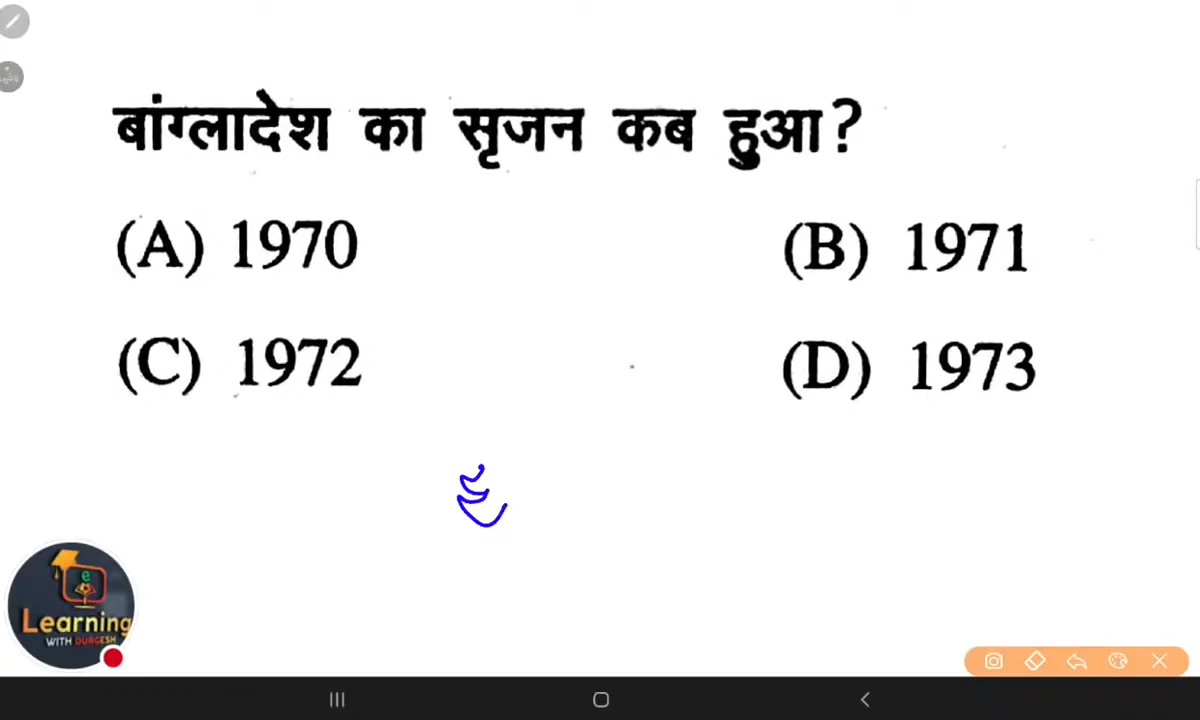 बांग्लादेश का सृजन कब हुआ?
(A) 1970
(B) 1971
(C) 1972
(D) 1973
e
Learning
WITH DURGESH